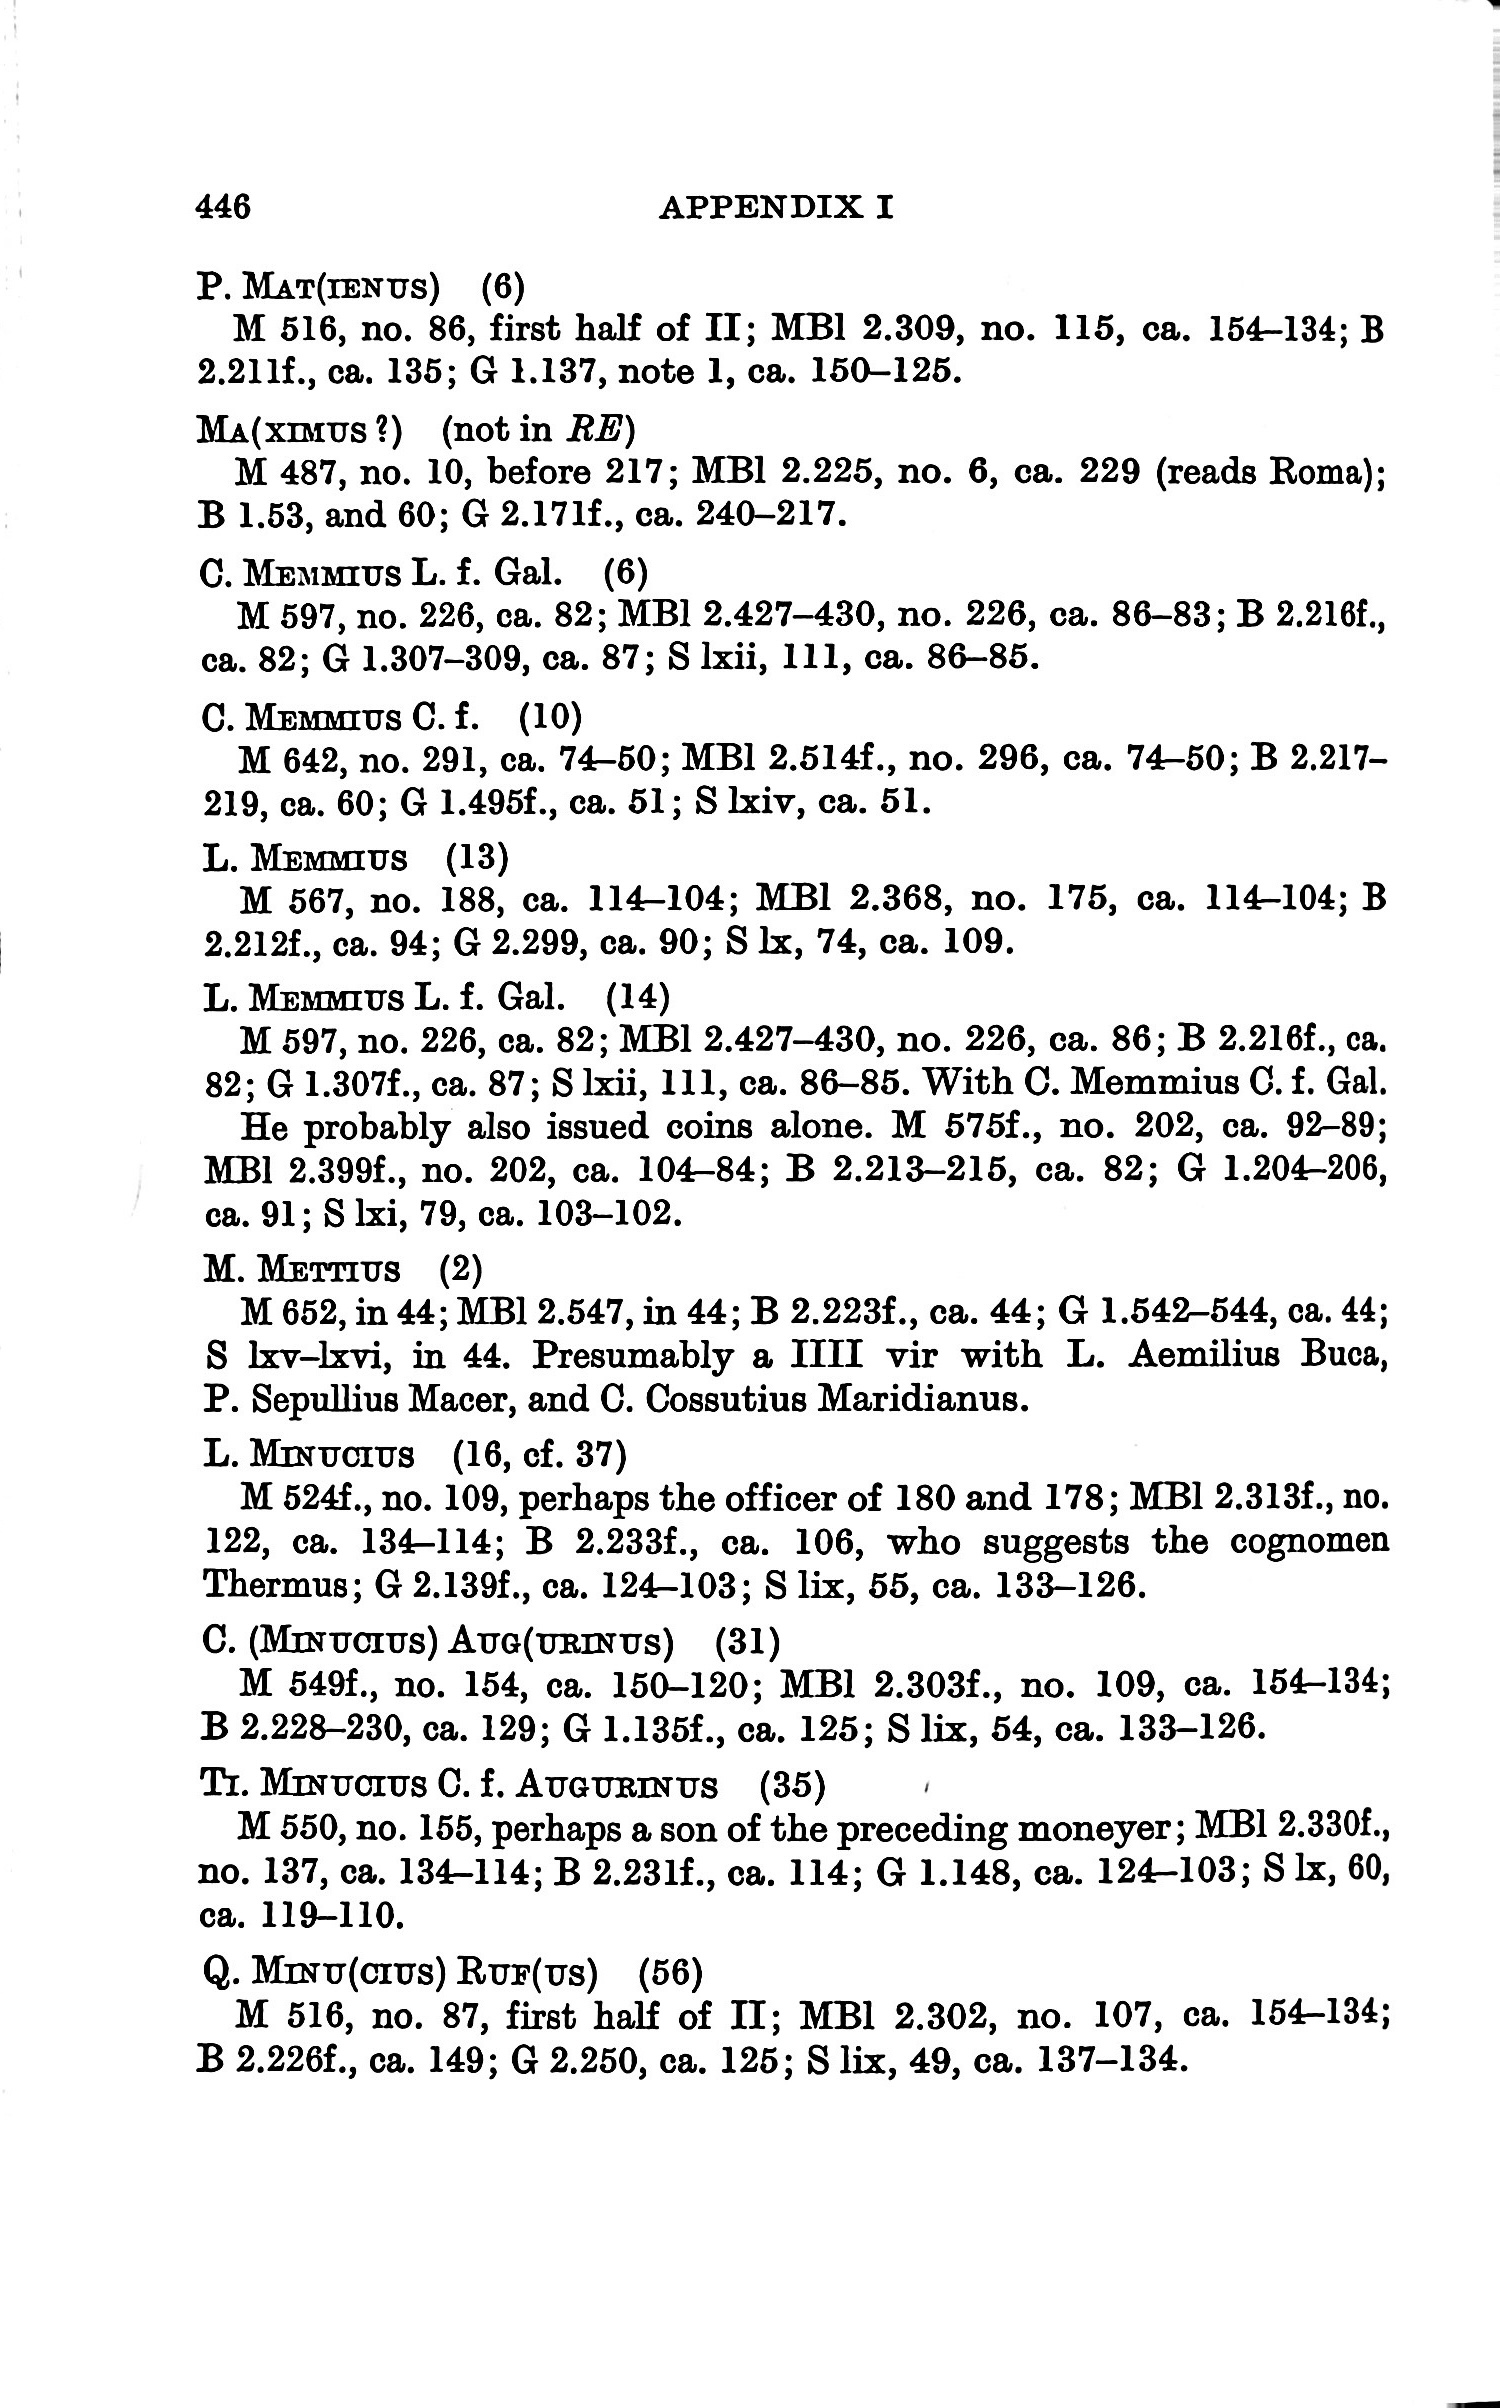 446 APPENDIX I
P. MAT(IENUS) (6)
M 516, no. 86, first half of II; MBl 2.309, no. 115, ca. 154–134; B
2.211f., ca. 135; G 1.137, note 1, ca. 150–125.
MA(XIMUS?) (not in RE)
M 487, no. 10, before 217; MBl 2.225, no. 6, ca. 229 (reads Roma);
B 1.53, and 60; G 2.171f., ca. 240–217.
C. MEMMIUS L. f. Gal. (6)
M 597, no. 226, ca. 82; MBl 2.427–430, no. 226, ca. 86–83; B 2.216f.,
ca. 82; G 1.307–309, ca. 87; S lxii, 111, ca. 86–85.
C. MEMMIUS C. f. (10)
M 642, no. 291, ca. 74–50; MBl 2.514f., no. 296, ca. 74–50; B 2.217–
219, ca. 60; G 1.495f., ca. 51; S lxiv, ca. 51.
L. MEMMIUS (13)
M 567, no. 188, ca. 114–104; MBl 2.368, no. 175, ca. 114–104; B
2.212f., ca. 94; G 2.299, ca. 90; S lx, 74, ca. 109.
L. MEMMIUS L. f. Gal. (14)
M 597, no. 226, ca. 82; MBl 2.427–430, no. 226, ca. 86; B 2.216f., ca.
82; G 1.307f., ca. 87; S lxii, 111, ca. 86–85. With C. Memmius C. f. Gal.
He probably also issued coins alone. M 575f., no. 202, ca. 92–89;
MBl 2.399f., no. 202, ca. 104–84; B 2.213–215, ca. 82; G 1.204–206,
ca. 91; S lxi, 79, ca. 103–102.
M. METTIUS (2)
M 652, in 44; MBl 2.547, in 44; B 2.223f., ca. 44; G 1.542–544, ca. 44;
S lxv–lxvi, in 44. Presumably a IIII vir with L. Aemilius Buca,
P. Sepullius Macer, and C. Cossutius Maridianus.
L. MINUCIUS (16, cf. 37)
M 524f., no. 109, perhaps the officer of 180 and 178; MBl 2.313f., no.
122, ca. 134–114; B 2.233f., ca. 106, who suggests the cognomen
Thermus; G 2.139f., ca. 124–103; S lix, 55, ca. 133–126.
C. (MINUCIUS) AUG(URINUS) (31)
M 549f., no. 154, ca. 150–120; MBl 2.303f., no. 109, ca. 154–134;
B 2.228–230, ca. 129; G 1.135f., ca. 125; S lix, 54, ca. 133–126.
TI. MINUCIUS C. f. AUGURINUS (35)
M 550, no. 155, perhaps a son of the preceding moneyer; MBl 2.330f.,
no. 137, ca. 134–114; B 2.231f., ca. 114; G 1.148, ca. 124–103; S lx, 60,
ca. 119–110.
Q. MINU(CIUS) RUF(US) (56)
M 516, no. 87, first half of II; MBl 2.302, no. 107, ca. 154–134;
B 2.226f., ca. 149; G 2.250, ca. 125; S lix, 49, ca. 137–134.